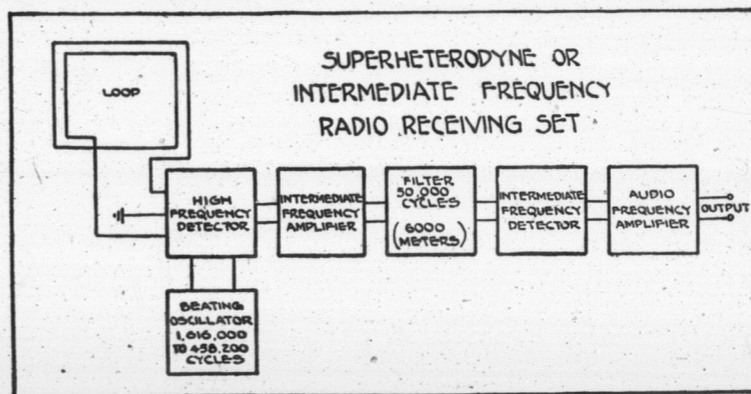 SUPERHETERODYNE OR
INTERMEDIATE FREQUENCY
RADIO RECEIVING SET
LOOP
HIGH
FREQUENCY
DETECTOR
INTERMEDIATE
FREQUENCY
AMPLIFIER
FILTER
50,000
CYCLES
(6000
METERS)
INTERMEDIATE
FREQUENCY
DETECTOR
AUDIO
FREQUENCY
AMPLIFIER
OUTPUT
BEATING
OSCILLATOR
1,616,000
TO 458,200
CYCLES